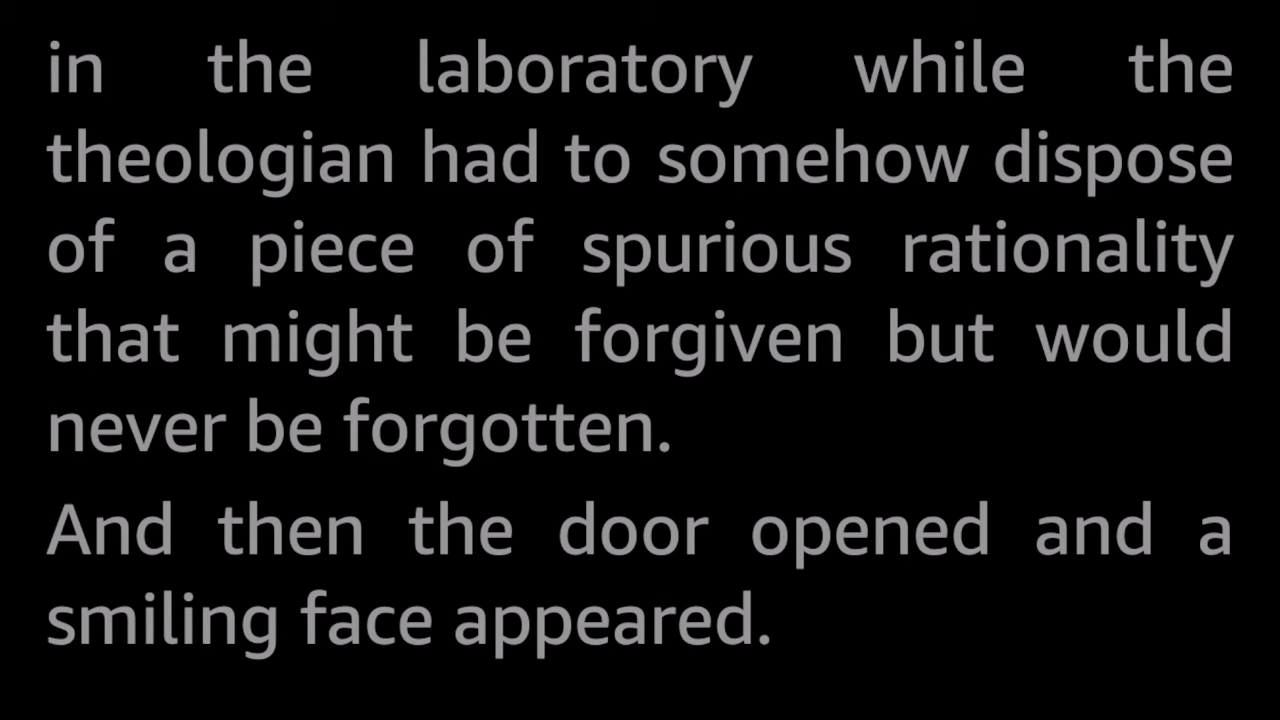 in the laboratory while the
theologian had to somehow dispose
of a piece of spurious rationality
that might be forgiven but would
never be forgotten.
And then the door opened and a
smiling face appeared.